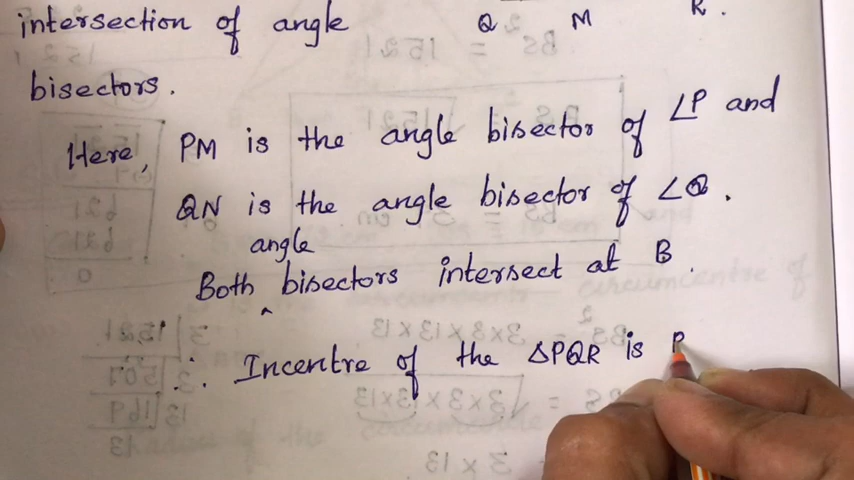 intersection of angle Q M R.
bisectors.
Here, PM is the angle bisector of ∠P and
QN is the angle bisector of ∠Q.
angle
Both ‸ bisectors intersect at B.
∴ Incentre of the ΔPQR is